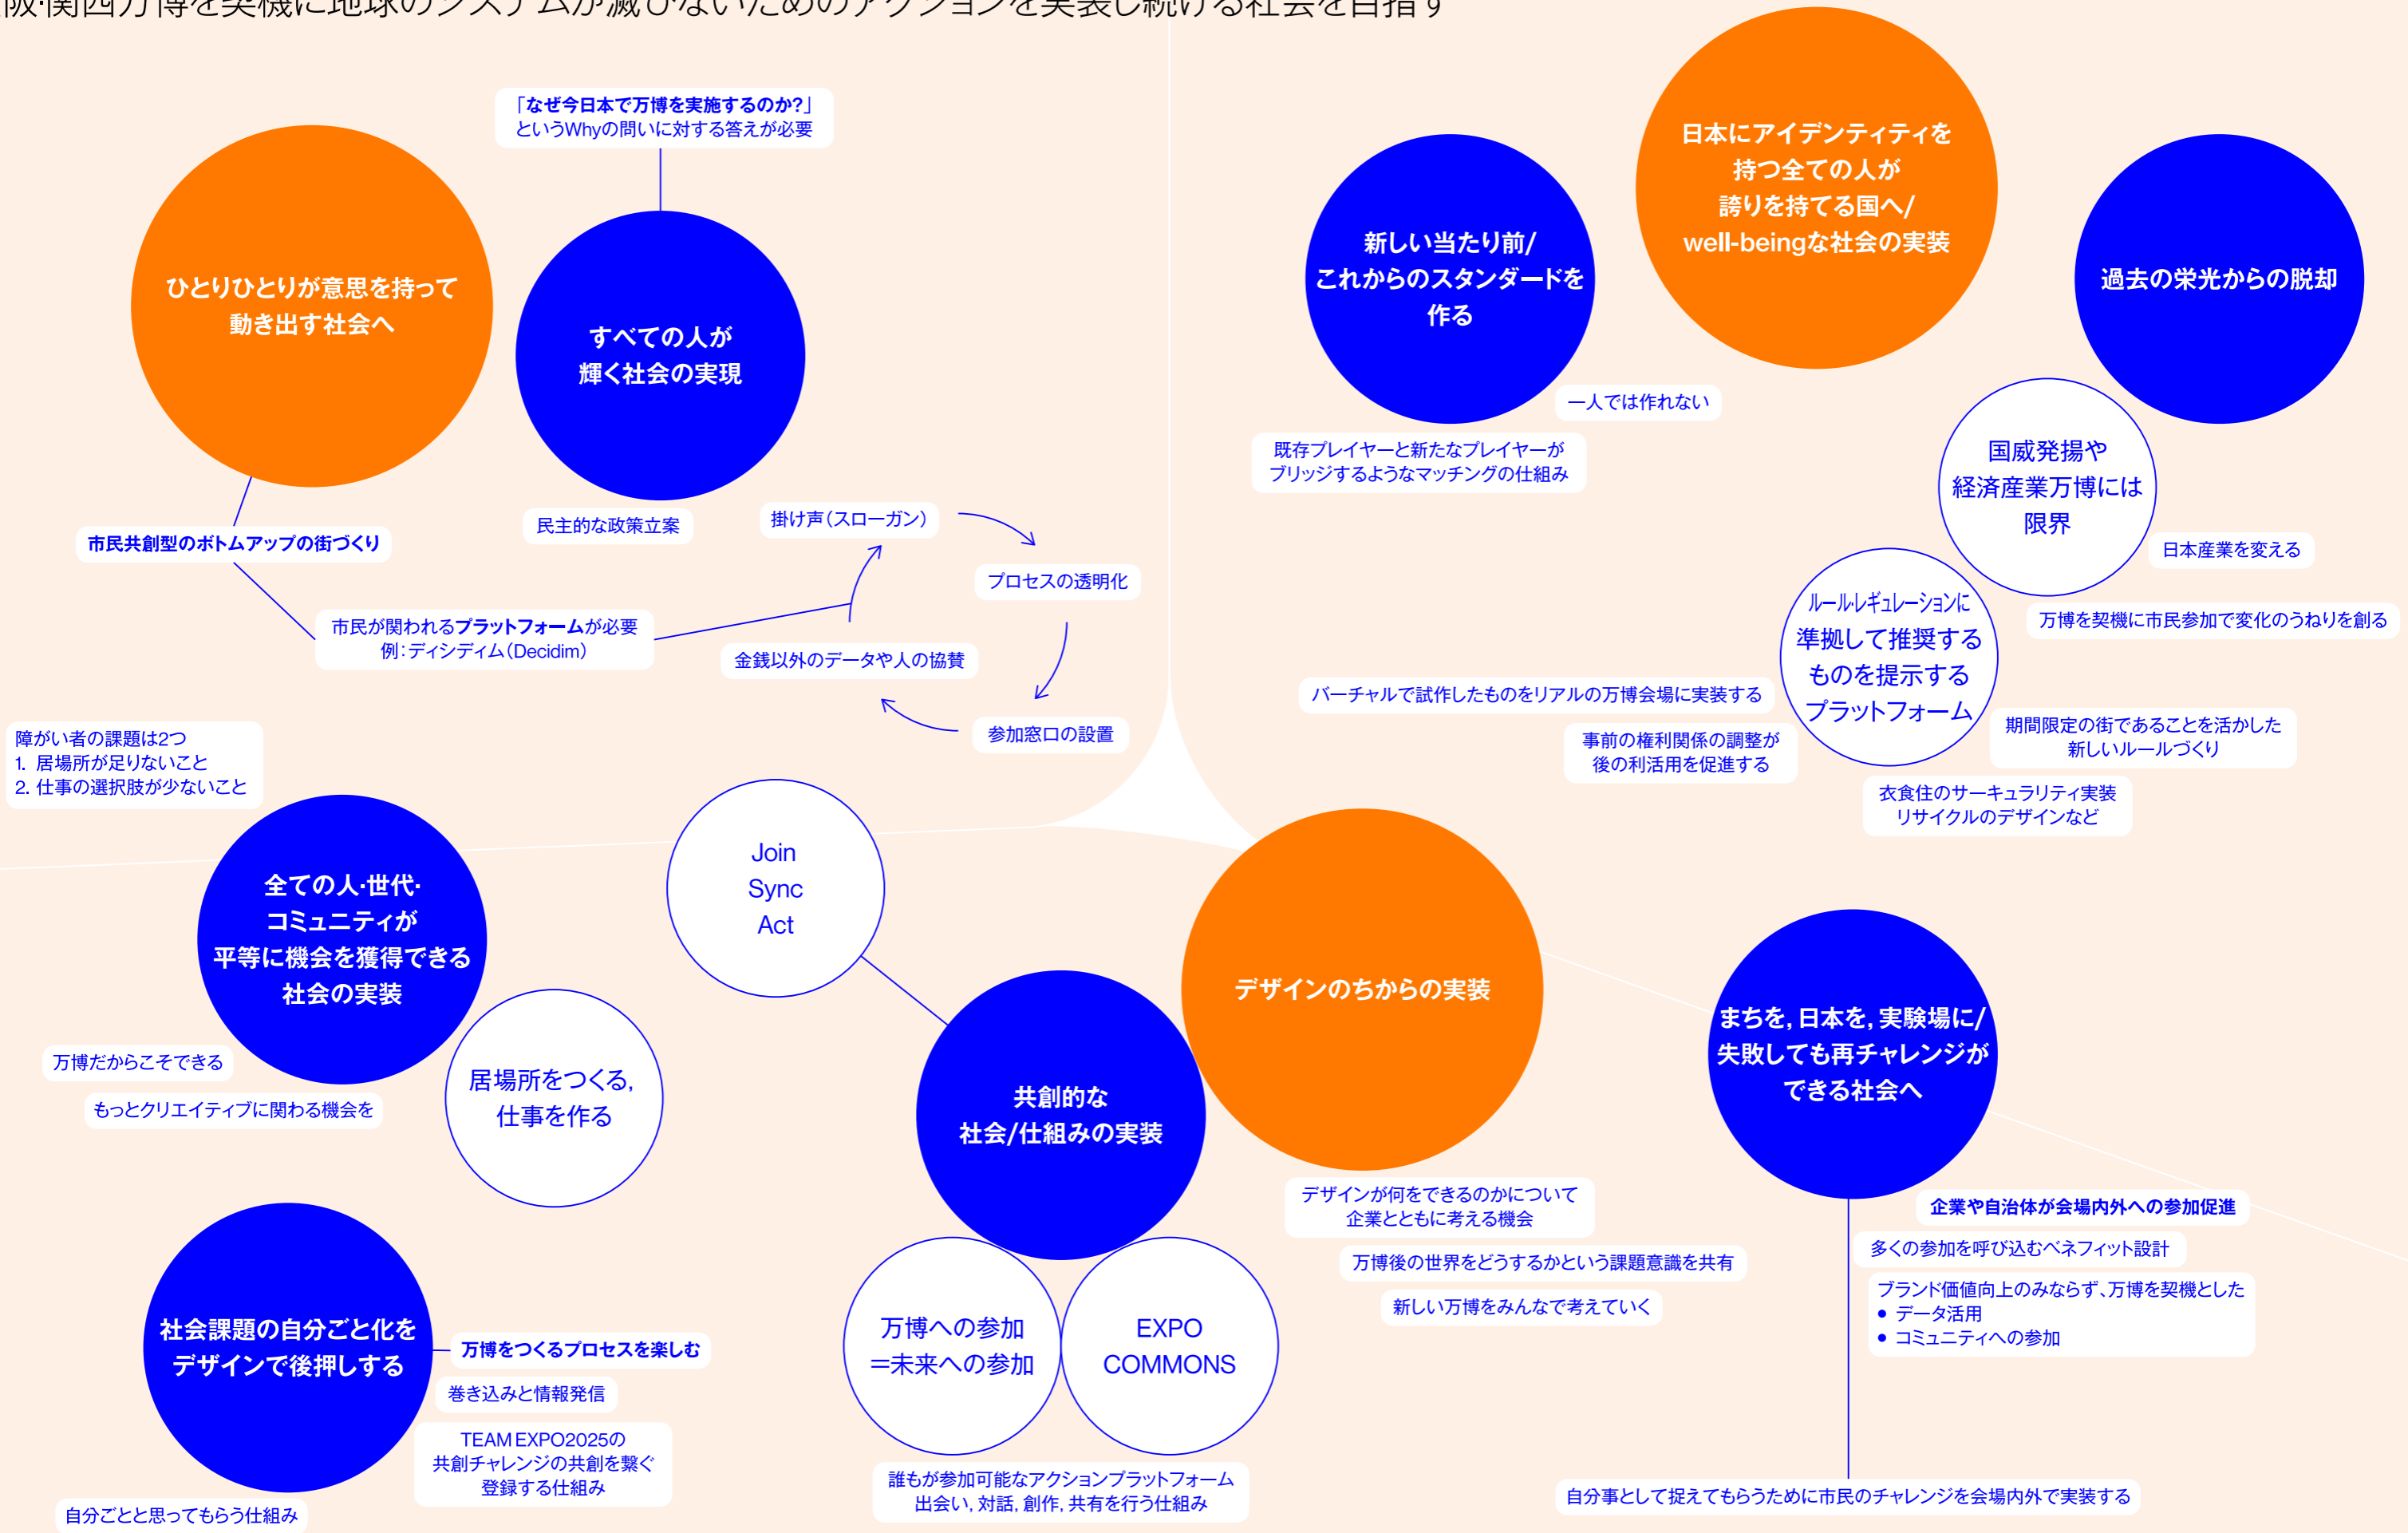 阪・関西万博を契機に地球のシステムが滅びないためのアクションを実装し続ける社会を目指す
「なぜ今日本で万博を実施するのか?」
というWhyの問いに対する答えが必要
ひとりひとりが意思を持って
動き出す社会へ
すべての人が
輝く社会の実現
市民共創型のボトムアップの街づくり
民主的な政策立案
市民が関われるプラットフォームが必要
例：ディシディム（Decidim）
掛け声（スローガン）
プロセスの透明化
金銭以外のデータや人の協賛
参加窓口の設置
日本にアイデンティティを
持つ全ての人が
誇りを持てる国へ/
well-beingな社会の実装
新しい当たり前/
これからのスタンダードを
作る
過去の栄光からの脱却
一人では作れない
既存プレイヤーと新たなプレイヤーが
ブリッジするようなマッチングの仕組み
国威発揚や
経済産業万博には
限界
日本産業を変える
万博を契機に市民参加で変化のうねりを創る
ルール・レギュレーションに
準拠して推奨する
ものを提示する
プラットフォーム
バーチャルで試作したものをリアルの万博会場に実装する
事前の権利関係の調整が
後の利活用を促進する
期間限定の街であることを活かした
新しいルールづくり
衣食住のサーキュラリティ実装
リサイクルのデザインなど
障がい者の課題は2つ
1. 居場所が足りないこと
2. 仕事の選択肢が少ないこと
全ての人・世代・
コミュニティが
平等に機会を獲得できる
社会の実装
万博だからこそできる
もっとクリエイティブに関わる機会を
居場所をつくる,
仕事を作る
Join
Sync
Act
共創的な
社会/仕組みの実装
デザインのちからの実装
デザインが何をできるのかについて
企業とともに考える機会
万博後の世界をどうするかという課題意識を共有
新しい万博をみんなで考えていく
万博への参加
＝未来への参加
EXPO
COMMONS
誰もが参加可能なアクションプラットフォーム
出会い, 対話, 創作, 共有を行う仕組み
社会課題の自分ごと化を
デザインで後押しする
万博をつくるプロセスを楽しむ
巻き込みと情報発信
TEAM EXPO2025の
共創チャレンジの共創を繋ぐ
登録する仕組み
自分ごとと思ってもらう仕組み
まちを, 日本を, 実験場に/
失敗しても再チャレンジが
できる社会へ
企業や自治体が会場内外への参加促進
多くの参加を呼び込むベネフィット設計
ブランド価値向上のみならず、万博を契機とした
● データ活用
● コミュニティへの参加
自分事として捉えてもらうために市民のチャレンジを会場内外で実装する